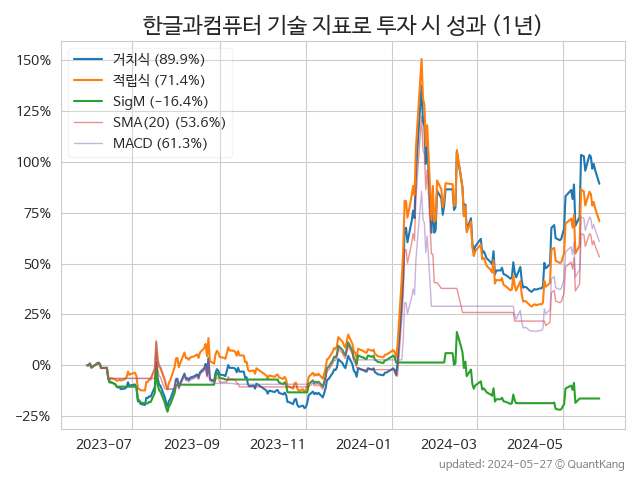 한글과컴퓨터 기술 지표로 투자 시 성과 (1년)
150%
125%
100%
75%
50%
25%
0%
−25%
거치식 (89.9%)
적립식 (71.4%)
SigM (−16.4%)
SMA(20) (53.6%)
MACD (61.3%)
2023−07 2023−09 2023−11 2024−01 2024−03 2024−05
updated: 2024−05−27 © QuantKang